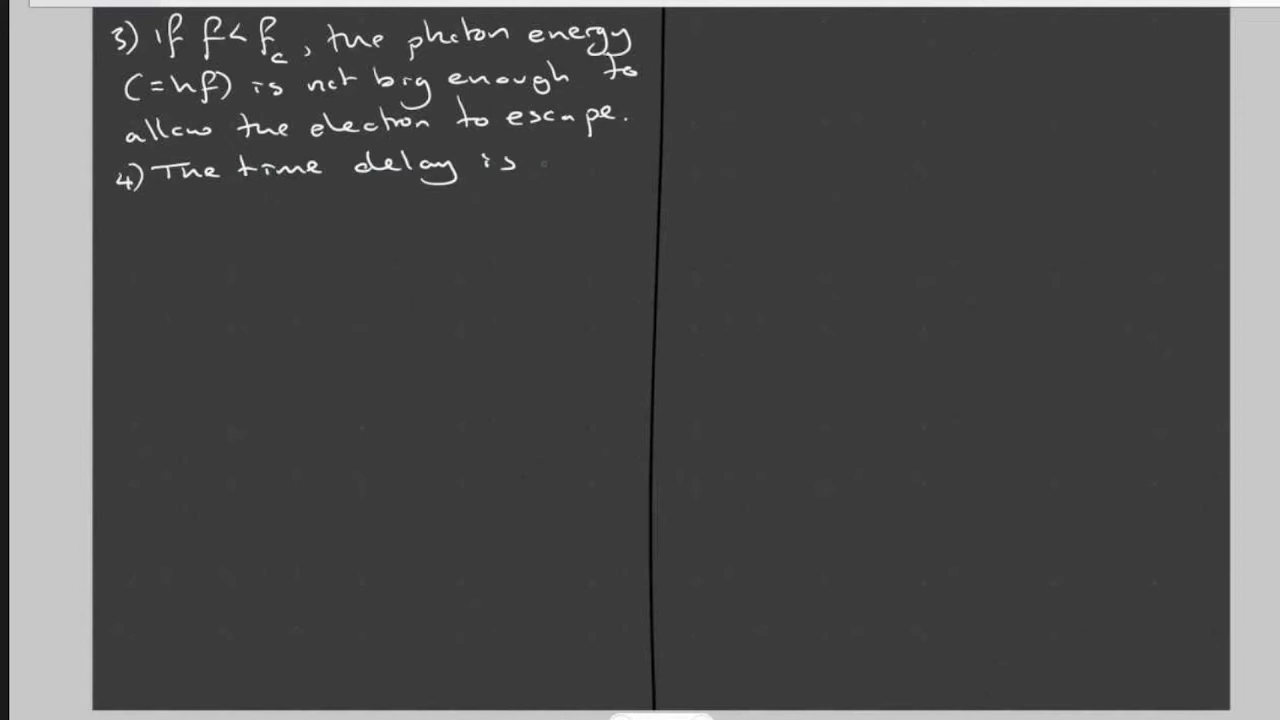 3) if f < f_c, the photon energy
(=hf) is not big enough to
allow the electron to escape.
4) The time delay is